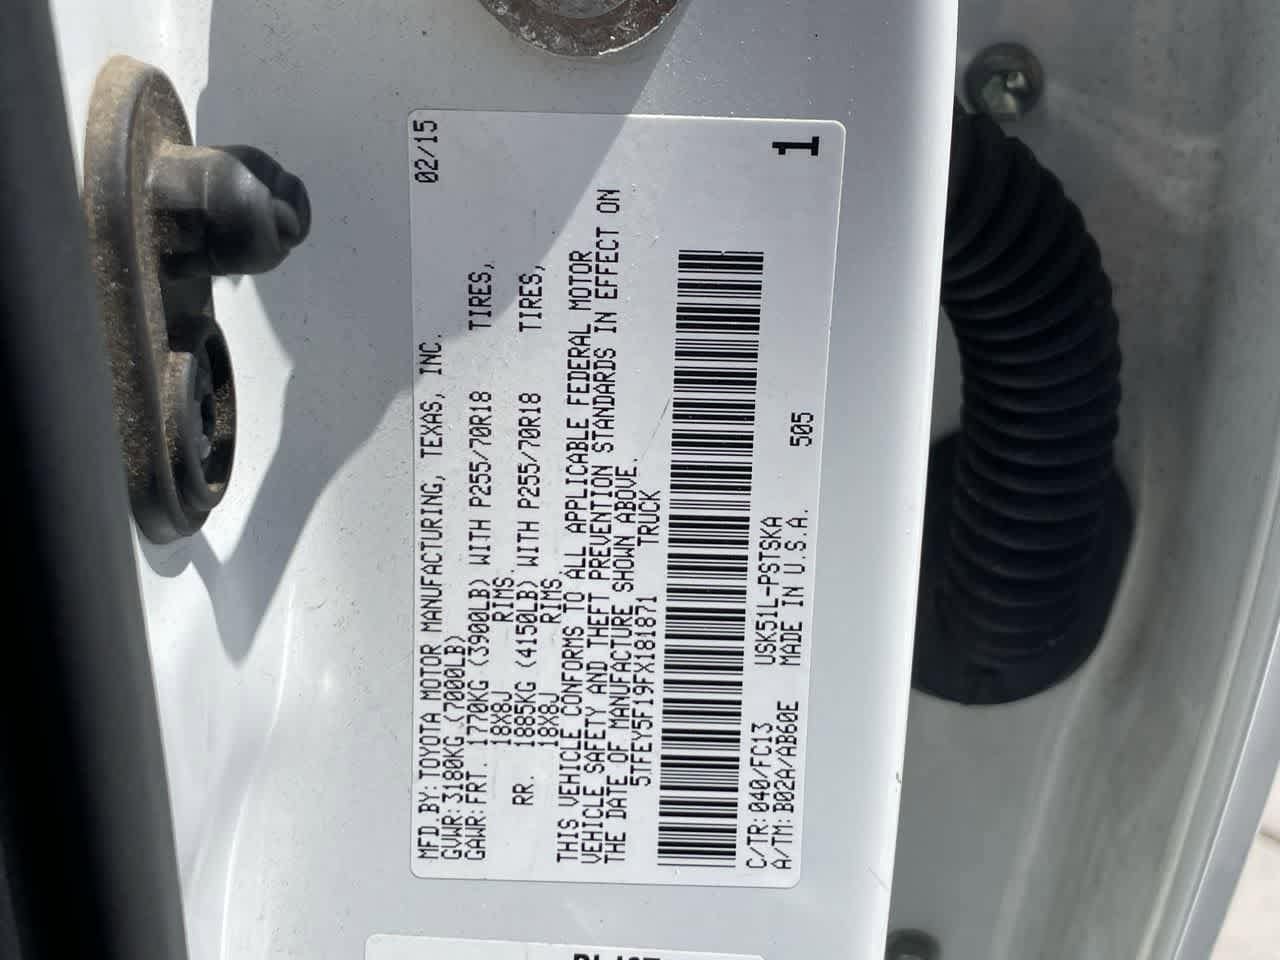 MFD.BY:TOYOTA MOTOR MANUFACTURING, TEXAS, INC. 02/15
GVWR:3180KG (7000LB)
GAWR:FRT. 1770KG (3900LB) WITH P255/70R18 TIRES,
18X8J RIMS.
RR. 1885KG (4150LB) WITH P255/70R18 TIRES,
18X8J RIMS
THIS VEHICLE CONFORMS TO ALL APPLICABLE FEDERAL MOTOR
VEHICLE SAFETY AND THEFT PREVENTION STANDARDS IN EFFECT ON
THE DATE OF MANUFACTURE SHOWN ABOVE.
5TFEY5F19FX181871 TRUCK
C/TR:040/FC13 USK51L-PSTSKA
A/TM:B02A/AB60E MADE IN U.S.A. 505
1